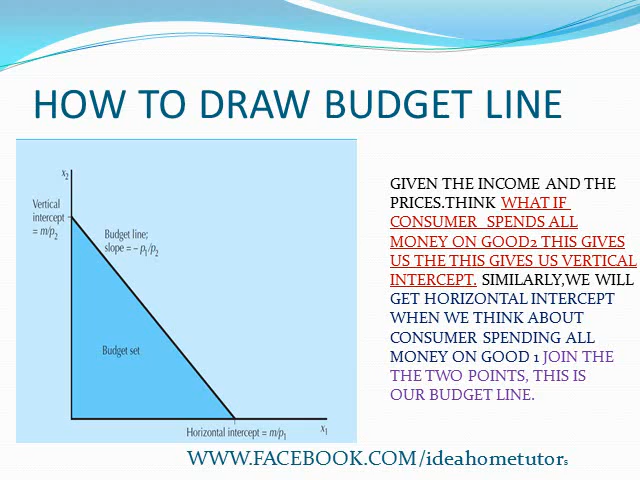 HOW TO DRAW BUDGET LINE
x2
Vertical
intercept
= m/p2
Budget line;
slope = – p1/p2
Budget set
Horizontal intercept = m/p1
x1
GIVEN THE INCOME AND THE
PRICES.THINK WHAT IF
CONSUMER SPENDS ALL
MONEY ON GOOD2 THIS GIVES
US THE THIS GIVES US VERTICAL
INTERCEPT. SIMILARLY,WE WILL
GET HORIZONTAL INTERCEPT
WHEN WE THINK ABOUT
CONSUMER SPENDING ALL
MONEY ON GOOD 1 JOIN THE
THE TWO POINTS, THIS IS
OUR BUDGET LINE.
WWW.FACEBOOK.COM/ideahometutors